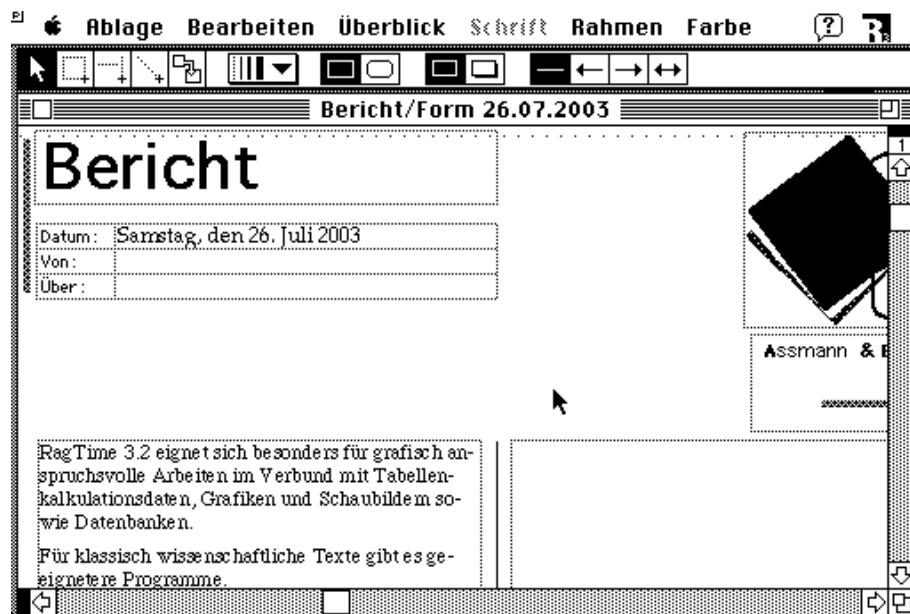 Ablage Bearbeiten Überblick Schrift Rahmen Farbe
Bericht/Form 26.07.2003
1
Bericht
Datum: Samstag, den 26. Juli 2003
Von:
Über:
Assmann &
RagTime 3.2 eignet sich besonders für grafisch an-
spruchsvolle Arbeiten im Verbund mit Tabellen-
kalkulationsdaten, Grafiken und Schaubildern so-
wie Datenbanken.
Für klassisch wissenschaftliche Texte gibt es ge-
eignetere Programme.